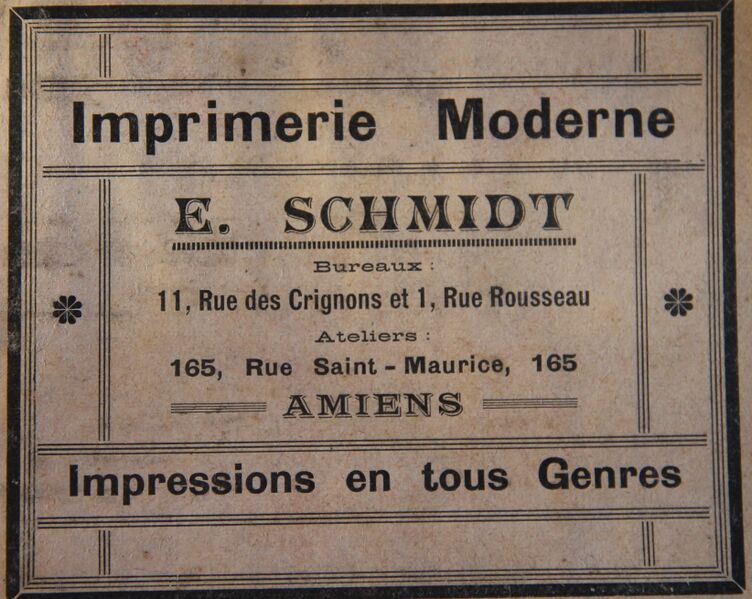 Imprimerie Moderne
E. SCHMIDT
Bureaux :
11, Rue des Crignons et 1, Rue Rousseau
Ateliers :
165, Rue Saint-Maurice, 165
AMIENS
Impressions en tous Genres